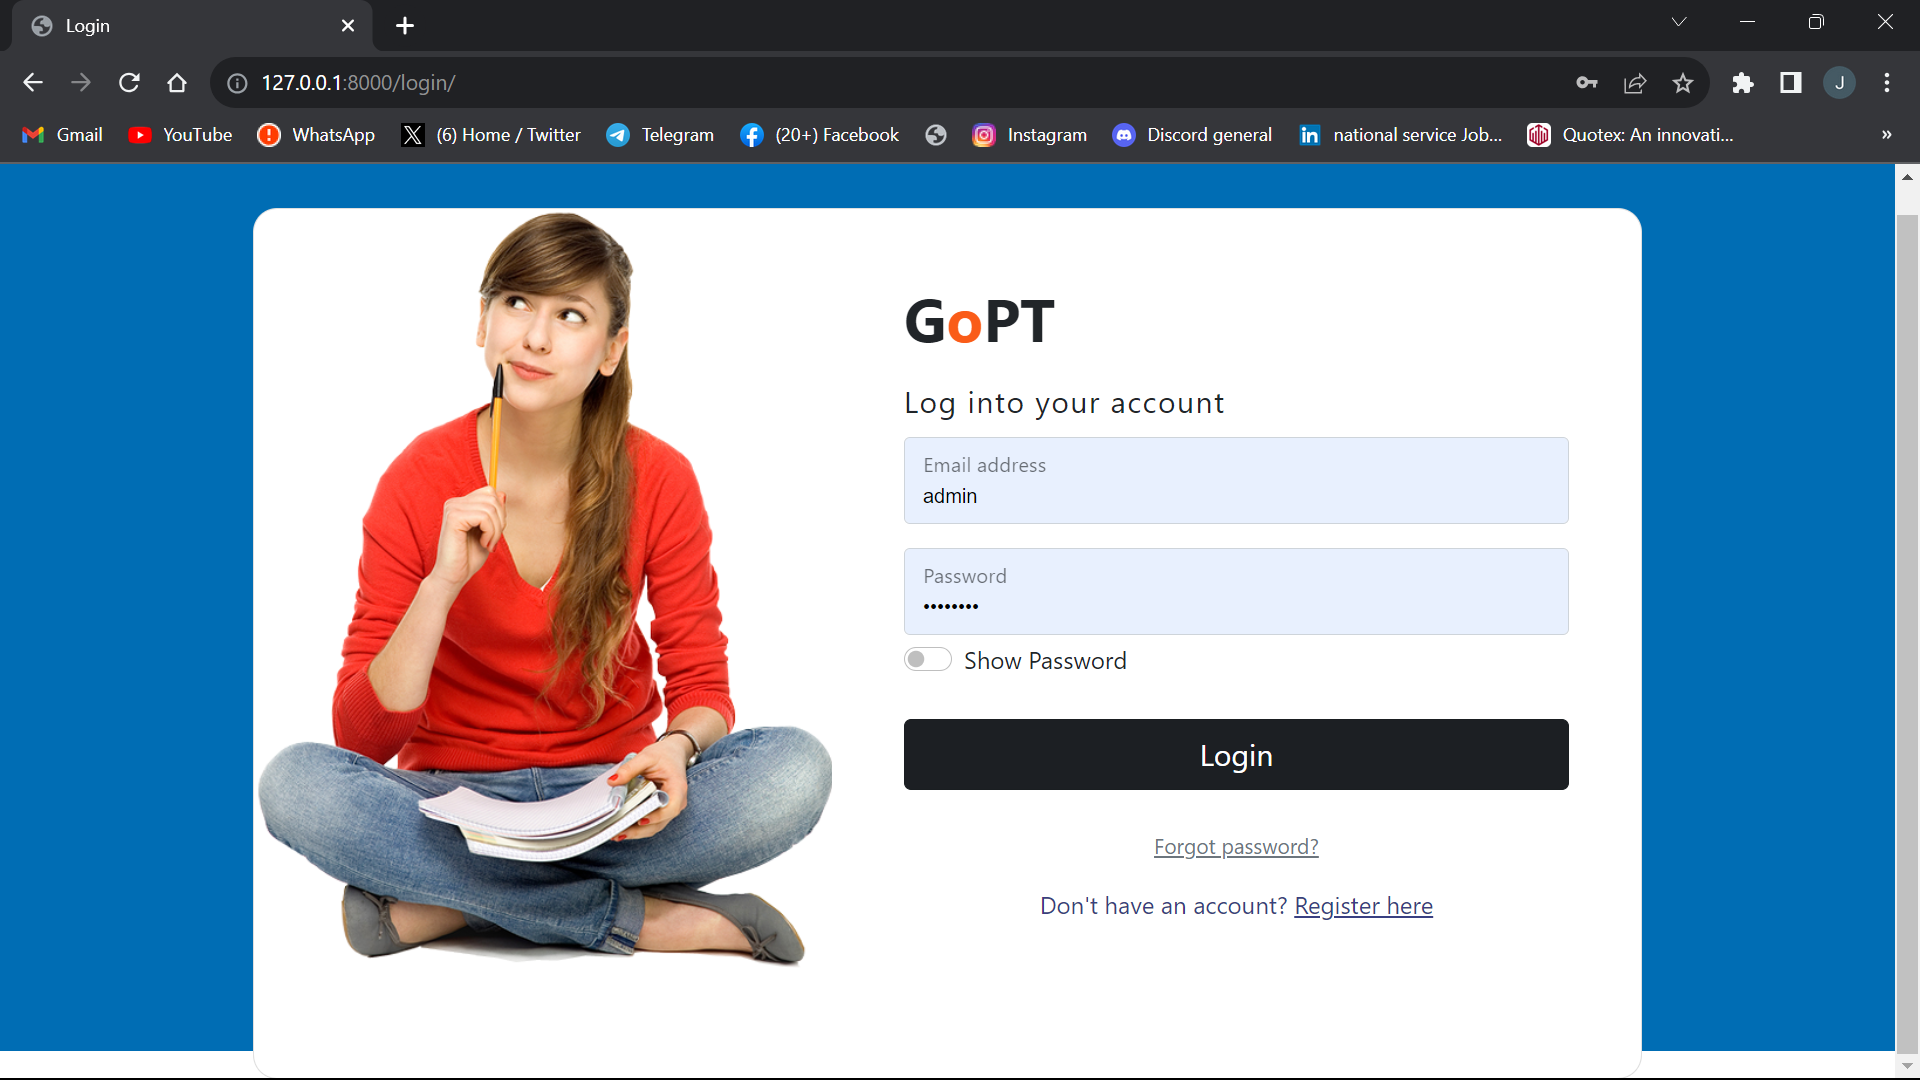 Login
127.0.0.1:8000/login/
J
Gmail
YouTube
WhatsApp
(6) Home / Twitter
Telegram
(20+) Facebook
Instagram
Discord general
in
national service Job...
Quotex: An innovati...
»
GoPT
Log into your account
Email address
admin
Password
••••••••
Show Password
Login
Forgot password?
Don't have an account? Register here